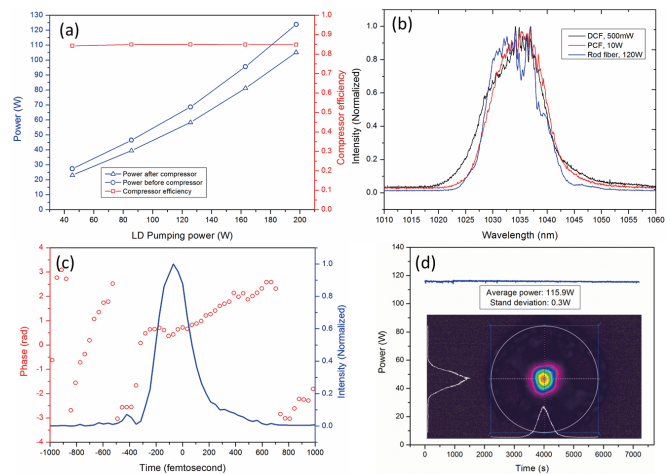 (a)
130
120
110
100
90
80
70
60
50
40
30
20
10
0
Power (W)
1.0
0.9
0.8
0.7
0.6
0.5
0.4
0.3
0.2
0.1
0.0
Compressor efficiency
Power after compressor
Power before compressor
Compressor efficiency
40 60 80 100 120 140 160 180 200
LD Pumping power (W)
(b)
DCF, 500mW
PCF, 10W
Rod fiber, 120W
1.0
0.8
0.6
0.4
0.2
0.0
Intensity (Normalized)
1010 1015 1020 1025 1030 1035 1040 1045 1050 1055 1060
Wavelength (nm)
(c)
4
3
2
1
0
-1
-2
-3
-4
Phase (rad)
1.0
0.8
0.6
0.4
0.2
0.0
Intensity (Normalized)
-1000 -800 -600 -400 -200 0 200 400 600 800 1000
Time (femtosecond)
(d)
140
120
100
80
60
40
20
0
Power (W)
Average power: 115.9W
Stand deviation: 0.3W
0 1000 2000 3000 4000 5000 6000 7000
Time (s)